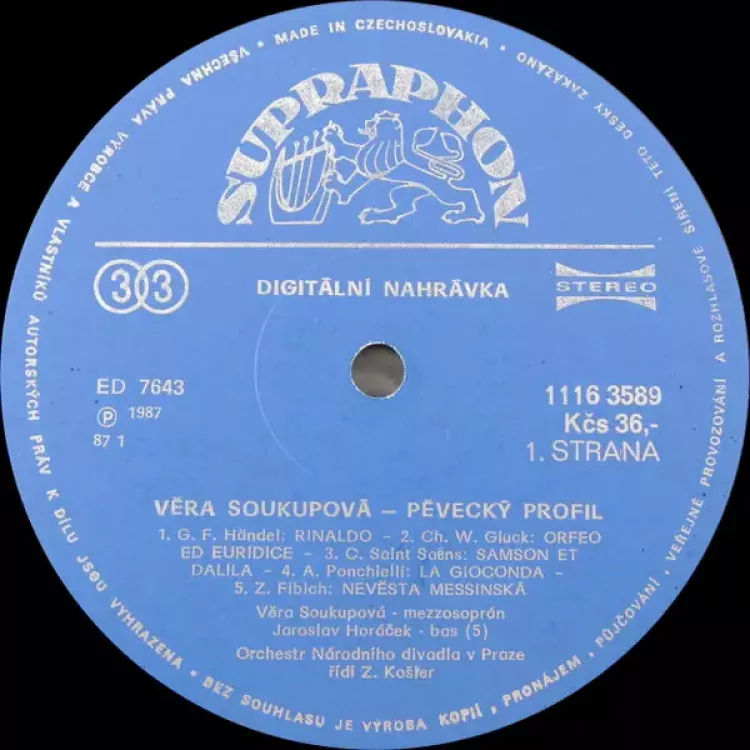 • MADE IN CZECHOSLOVAKIA •
VŠECHNA PRÁVA VÝROBCE A VLASTNÍKŮ AUTORSKÝCH PRÁV K DÍLU JSOU VYHRAZENA • BEZ SOUHLASU JE VÝROBA KOPIÍ, PRONÁJEM, PŮJČOVÁNÍ, VEŘEJNÉ PROVOZOVÁNÍ A ROZHLASOVÉ ŠÍŘENÍ TÉTO DESKY ZAKÁZÁNO
SUPRAPHON
33
DIGITÁLNÍ NAHRÁVKA
STEREO
ED 7643
1116 3589
Ⓟ 1987
Kčs 36,-
87 1
1. STRANA
VĚRA SOUKUPOVÁ – PĚVECKÝ PROFIL
1. G. F. Händel: RINALDO – 2. Ch. W. Gluck: ORFEO
ED EURIDICE – 3. C. Saint Saëns: SAMSON ET
DALILA – 4. A. Ponchielli: LA GIOCONDA –
5. Z. Fibich: NEVĚSTA MESSINSKÁ
Věra Soukupová - mezzosoprán
Jaroslav Horáček - bas (5)
Orchestr Národního divadla v Praze
řídí Z. Košler